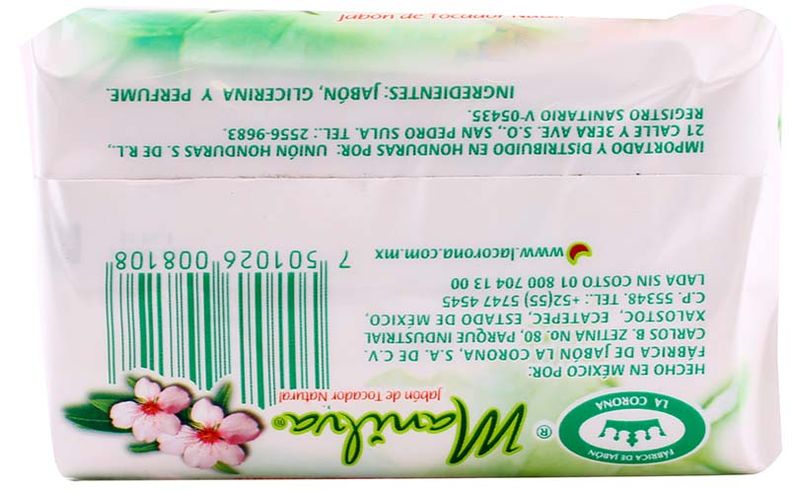 FÁBRICA DE JABÓN
LA CORONA
®
Manilva®
Jabón de Tocador Natural
HECHO EN MÉXICO POR:
FÁBRICA DE JABÓN LA CORONA, S.A. DE C.V.
CARLOS B. ZETINA NO. 80, PARQUE INDUSTRIAL
XALOSTOC, ECATEPEC, ESTADO DE MÉXICO,
C.P. 55348. TEL.: +52(55) 5747 4545
LADA SIN COSTO 01 800 704 13 00
www.lacorona.com.mx
7 501026 008108
IMPORTADO Y DISTRIBUIDO EN HONDURAS POR: UNIÓN HONDURAS S. DE R.L.,
21 CALLE Y 3ERA AVE. S.O., SAN PEDRO SULA. TEL.: 2556-9683.
REGISTRO SANITARIO V-05435.
INGREDIENTES: JABÓN, GLICERINA Y PERFUME.
Jabón de Tocador Natural